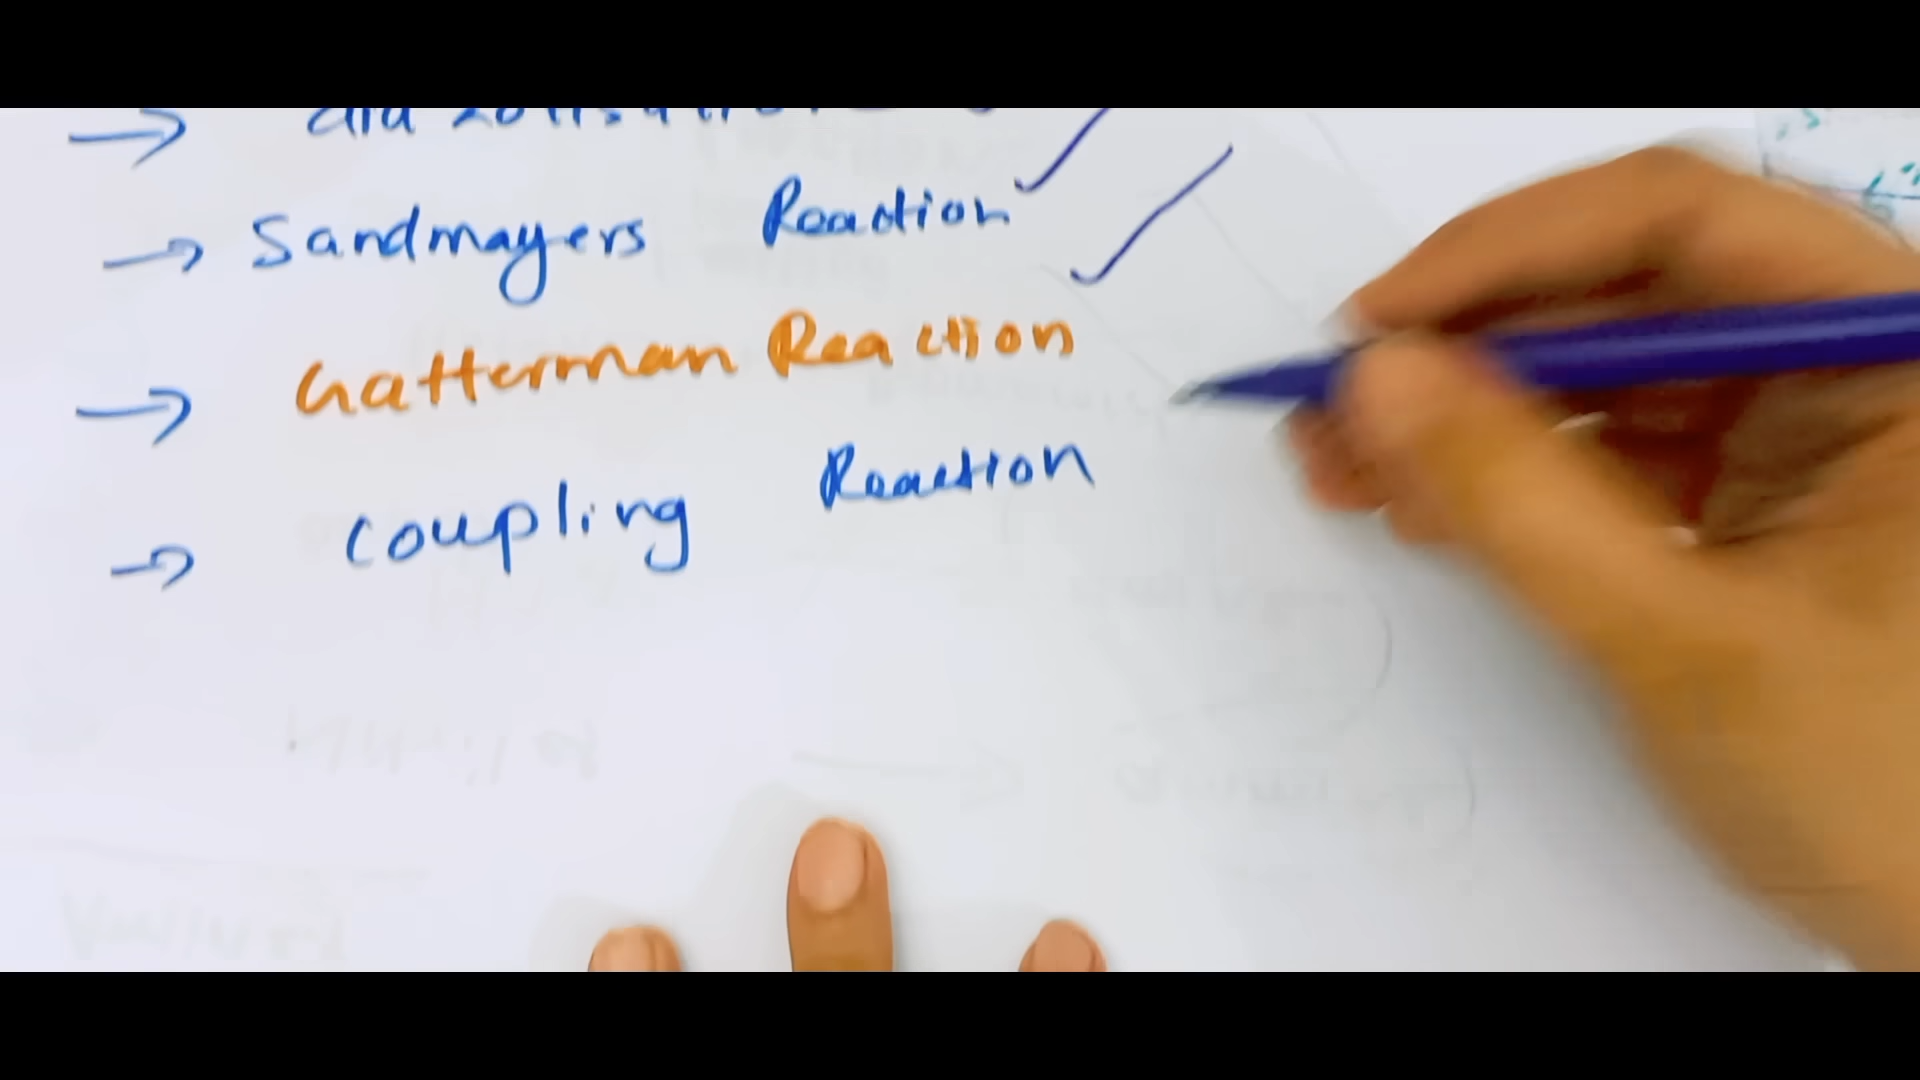 → Sandmayers Reaction ✓
→ Gatterman Reaction
→ coupling Reaction